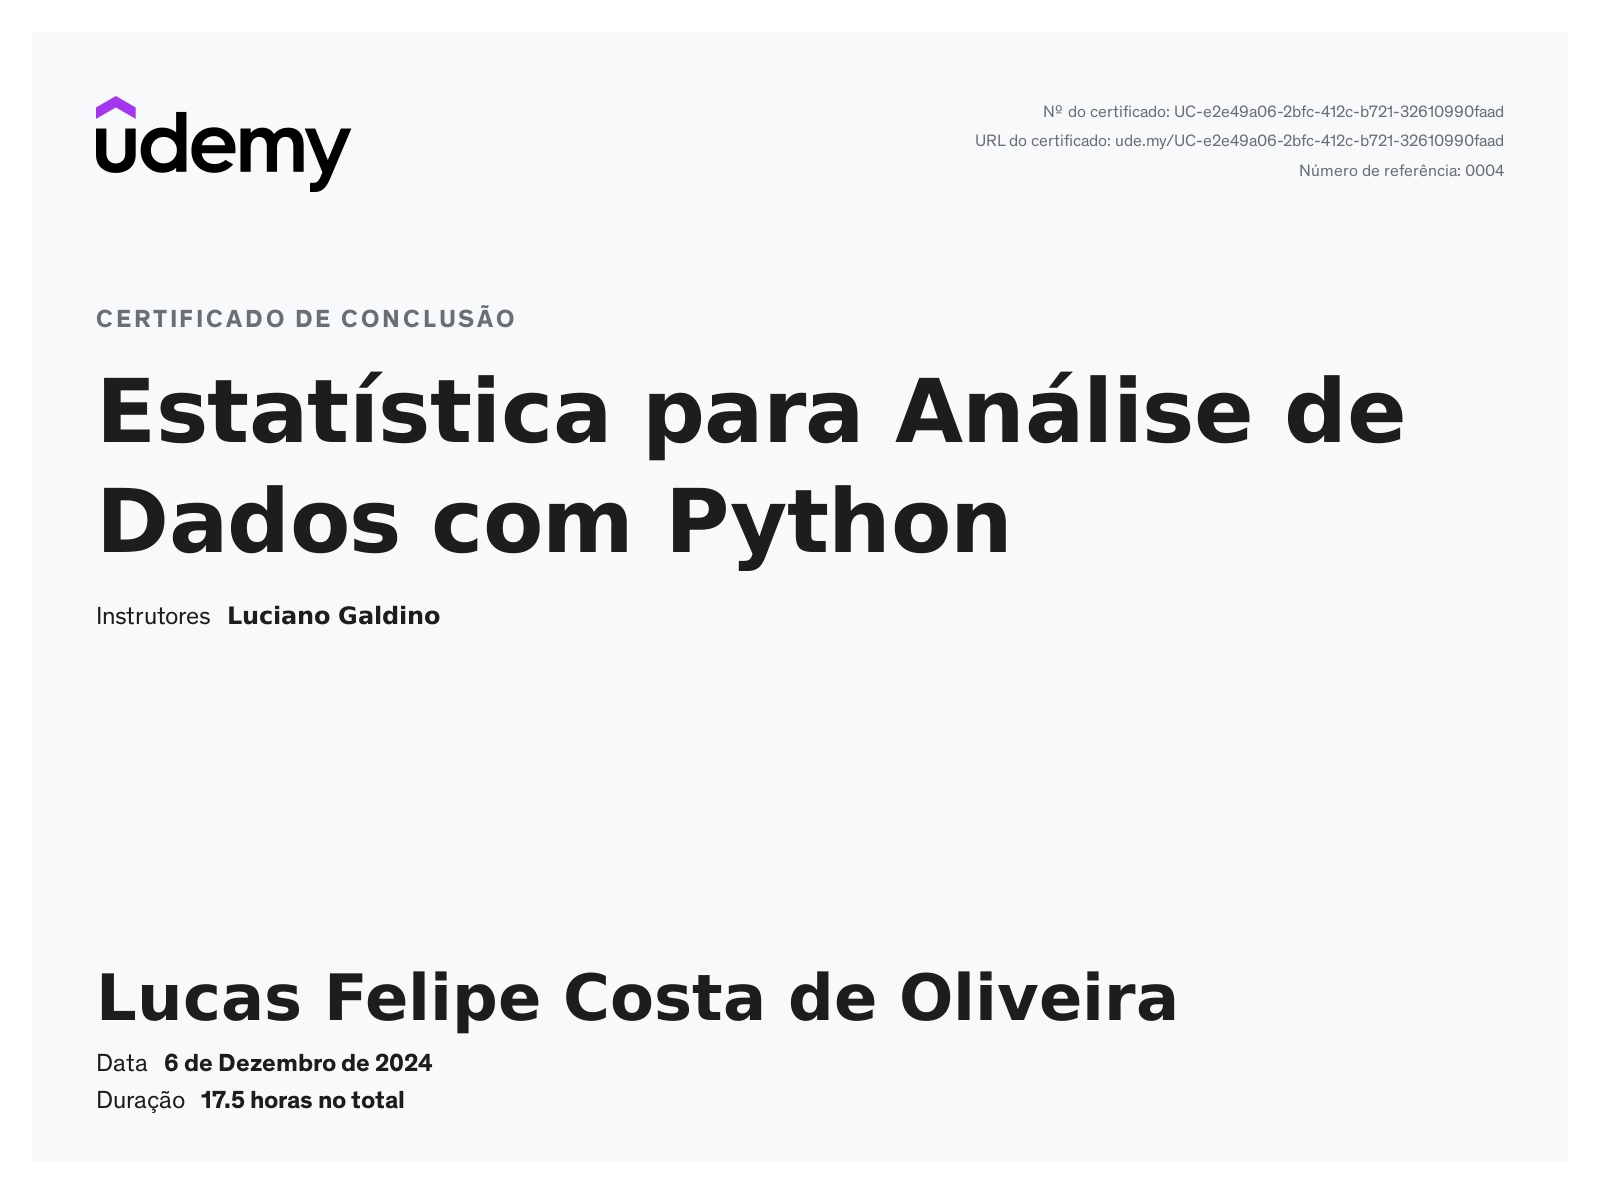 udemy
Nº do certificado: UC-e2e49a06-2bfc-412c-b721-32610990faad
URL do certificado: ude.my/UC-e2e49a06-2bfc-412c-b721-32610990faad
Número de referência: 0004
CERTIFICADO DE CONCLUSÃO
Estatística para Análise de
Dados com Python
Instrutores Luciano Galdino
Lucas Felipe Costa de Oliveira
Data 6 de Dezembro de 2024
Duração 17.5 horas no total